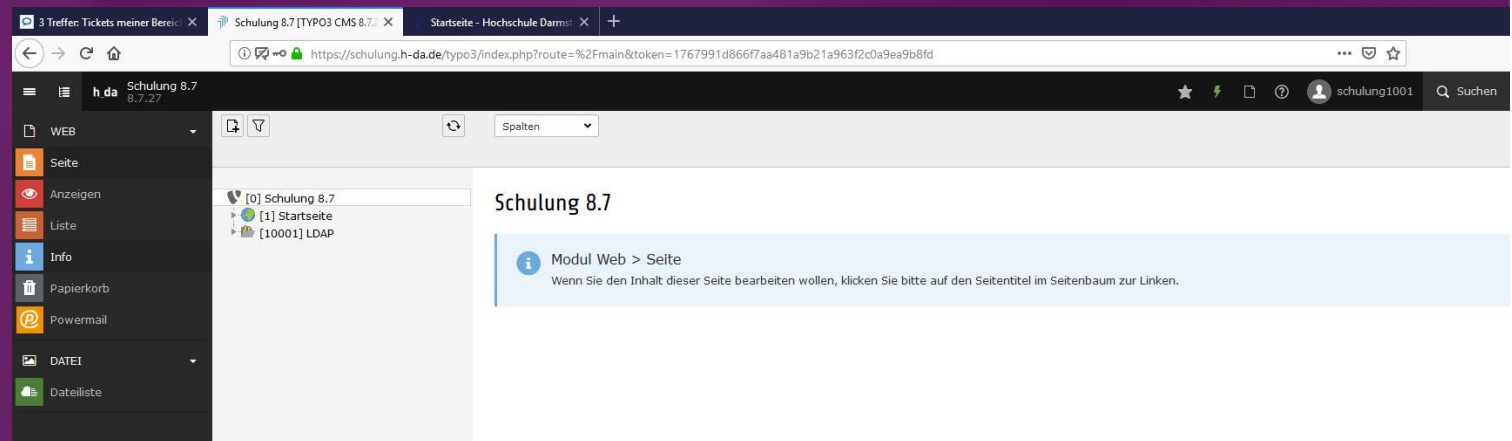 3 Treffer: Tickets meiner Bereic
Schulung 8.7 [TYPO3 CMS 8.7.
Startseite - Hochschule Darmst
https://schulung.h-da.de/typo3/index.php?route=%2Fmain&token=1767991d866f7aa481a9b21a963f2c0a9ea9b8fd
h_da Schulung 8.7
8.7.27
schulung1001
Suchen
WEB
Seite
Anzeigen
Liste
Info
Papierkorb
Powermail
DATEI
Dateiliste
[0] Schulung 8.7
[1] Startseite
[10001] LDAP
Spalten
Schulung 8.7
Modul Web > Seite
Wenn Sie den Inhalt dieser Seite bearbeiten wollen, klicken Sie bitte auf den Seitentitel im Seitenbaum zur Linken.